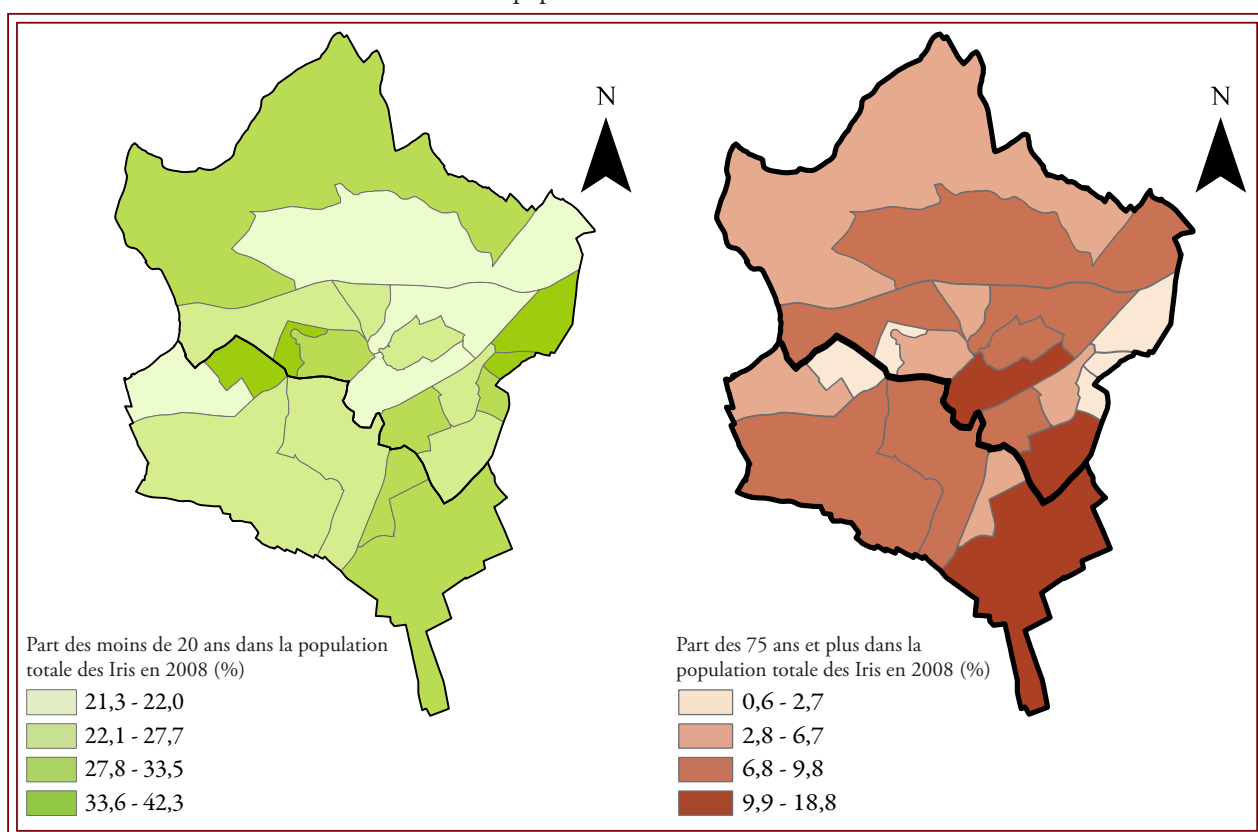 N
N
Part des moins de 20 ans dans la population
totale des Iris en 2008 (%)
21,3 - 22,0
22,1 - 27,7
27,8 - 33,5
33,6 - 42,3
Part des 75 ans et plus dans la
population totale des Iris en 2008 (%)
0,6 - 2,7
2,8 - 6,7
6,8 - 9,8
9,9 - 18,8